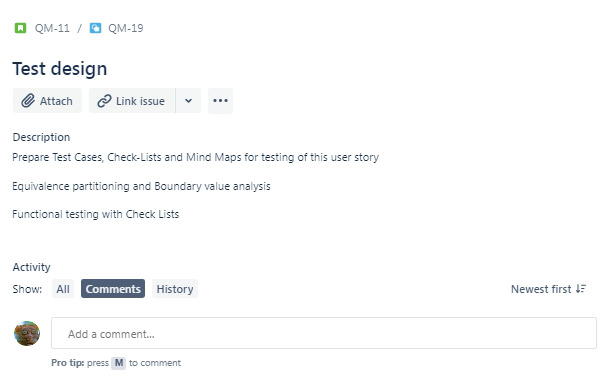 QM-11 / QM-19
Test design
Attach Link issue
Description
Prepare Test Cases, Check-Lists and Mind Maps for testing of this user story
Equivalence partitioning and Boundary value analysis
Functional testing with Check Lists
Activity
Show: All Comments History Newest first
Add a comment...
Pro tip: press M to comment